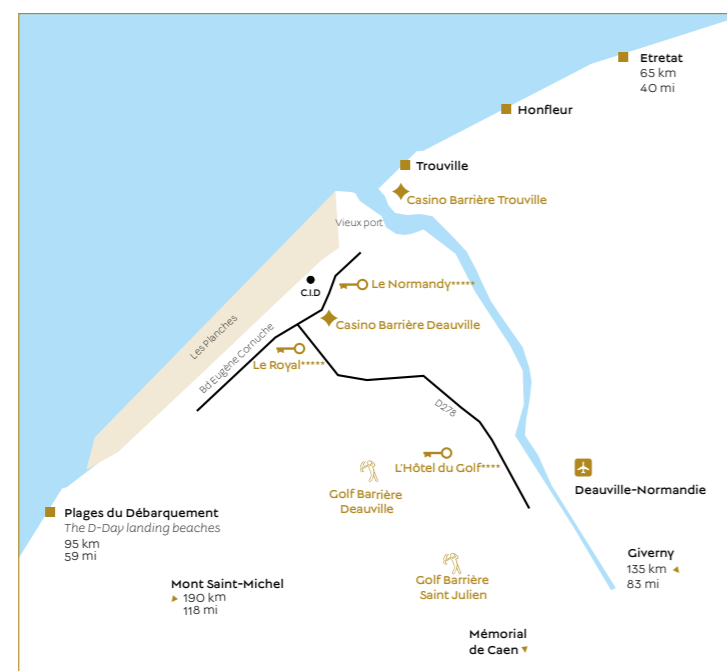 Etretat
65 km
40 mi
Honfleur
Trouville
Casino Barrière Trouville
Vieux port
C.I.D
Le Normandy*****
Casino Barrière Deauville
Les Planches
Bd Eugène Cornuche
Le Royal*****
D278
L'Hôtel du Golf****
Golf Barrière
Deauville
Deauville-Normandie
Plages du Débarquement
The D-Day landing beaches
95 km
59 mi
Mont Saint-Michel
190 km
118 mi
Golf Barrière
Saint Julien
Giverny
135 km
83 mi
Mémorial
de Caen